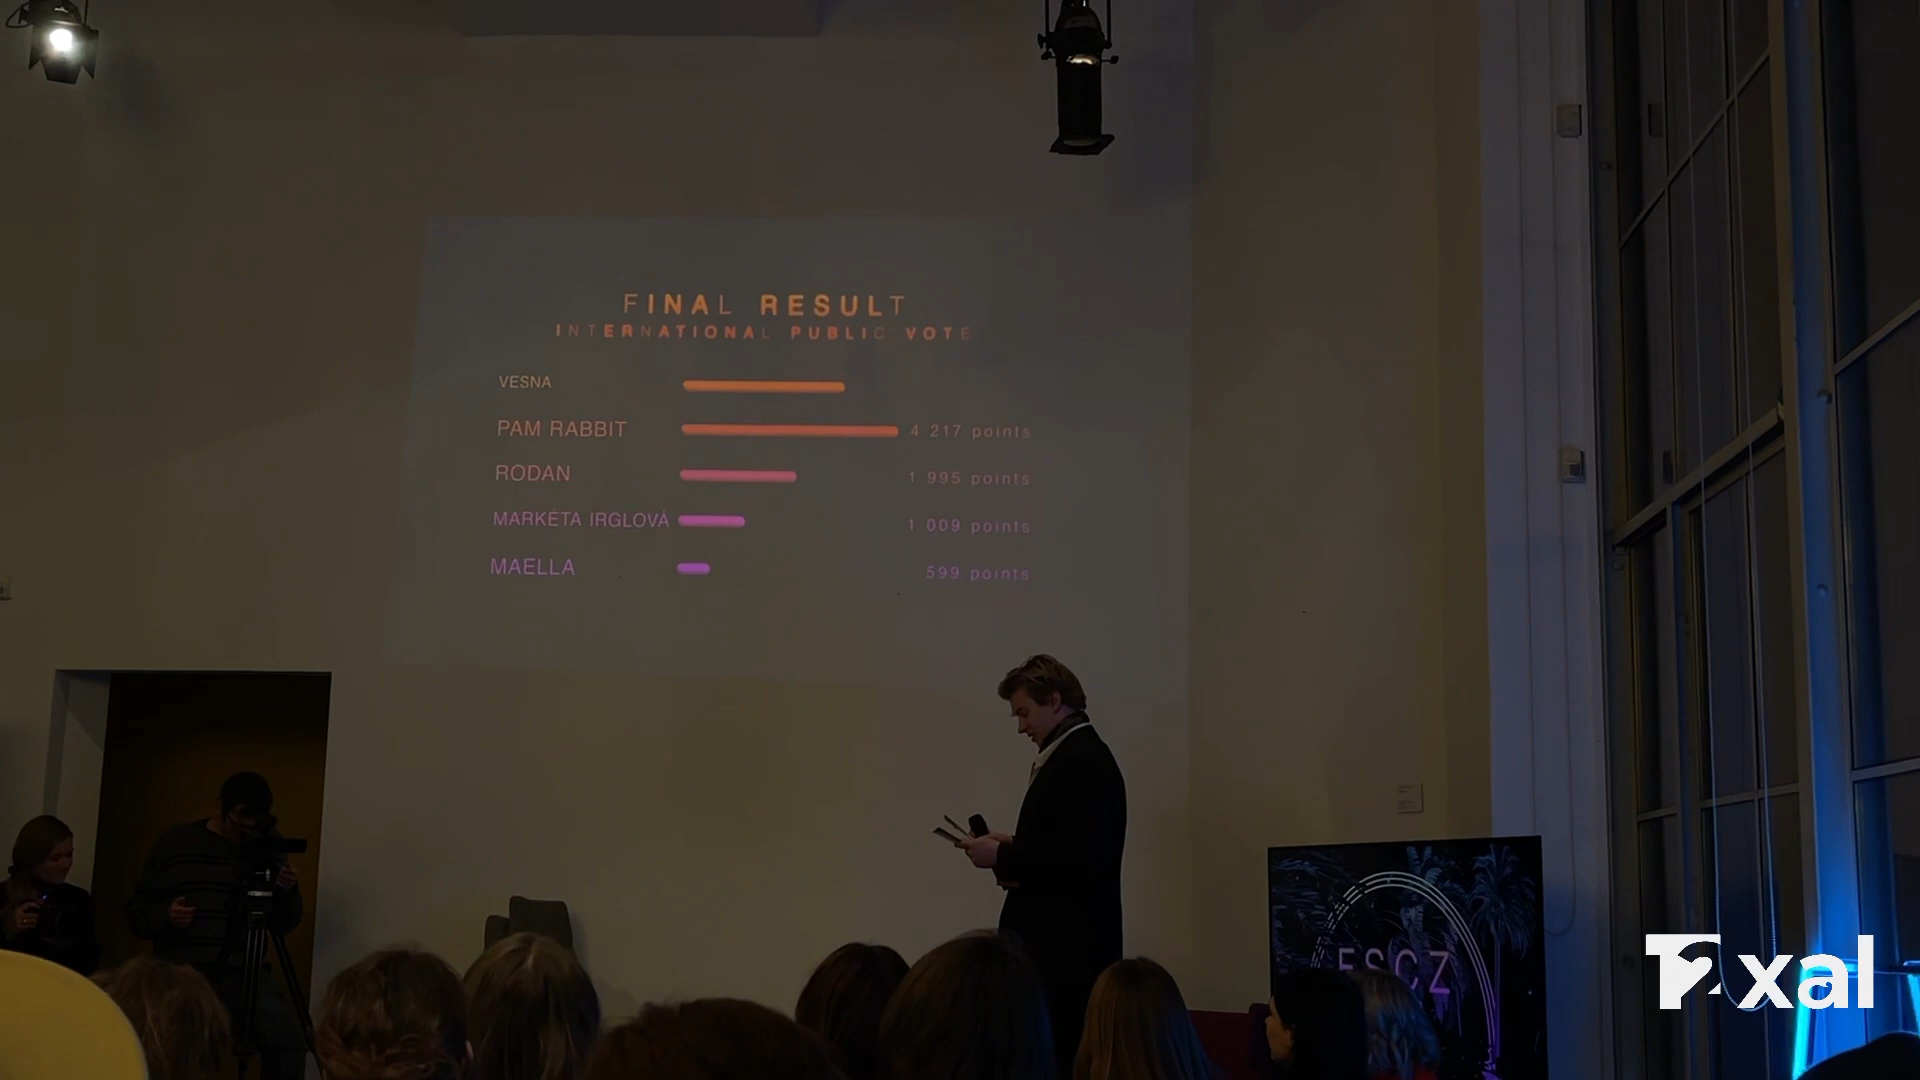 FINAL RESULT
INTERNATIONAL PUBLIC VOTE
VESNA
PAM RABBIT 4 217 points
RODAN 1 995 points
MARKÉTA IRGLOVÁ 1 009 points
MAELLA 599 points
ESCZ
xal